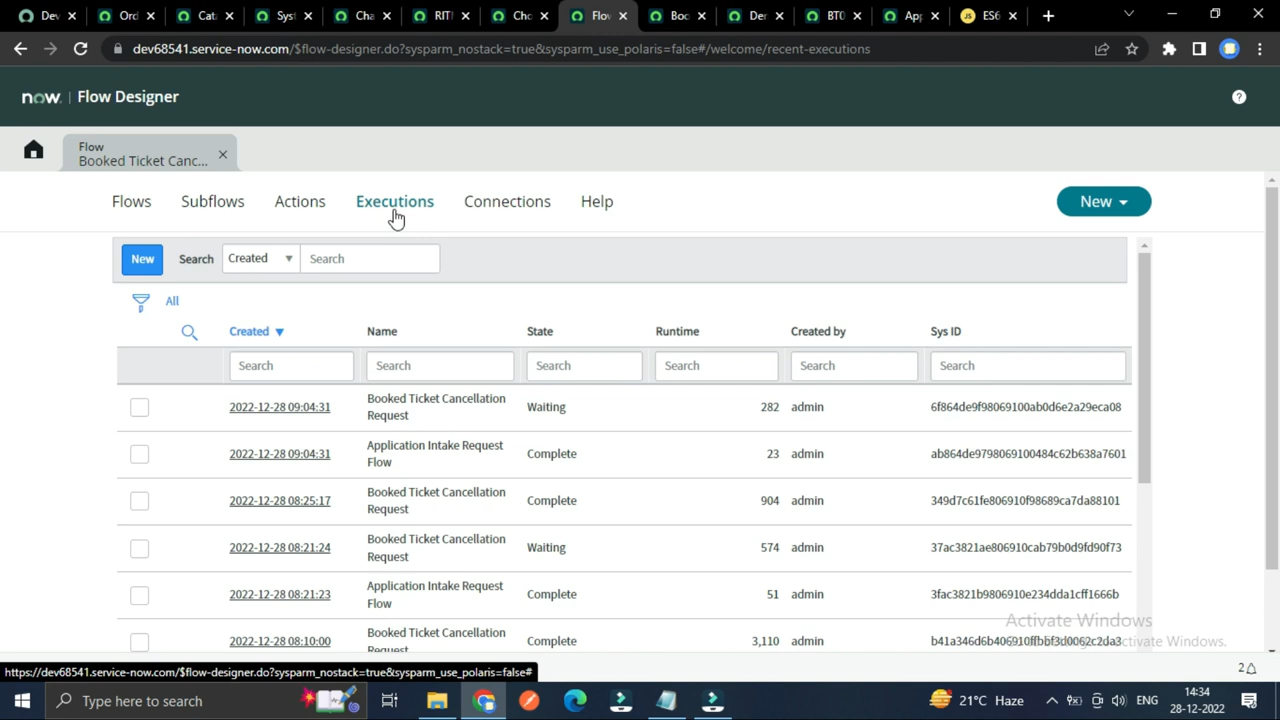 Dev
Ord
Cata
Syst
Cha
RITI
Cho
Flow
Boo
Den
BT0
App
JS
ES6
dev68541.service-now.com/$flow-designer.do?sysparm_nostack=true&sysparm_use_polaris=false#/welcome/recent-executions
now. | Flow Designer
?
Flow
Booked Ticket Canc...
Flows Subflows Actions Executions Connections Help New
New Search Created Search
All
Created Name State Runtime Created by Sys ID
Search Search Search Search Search Search
2022-12-28 09:04:31 Booked Ticket Cancellation Request Waiting 282 admin 6f864de9f98069100ab0d6e2a29eca08
2022-12-28 09:04:31 Application Intake Request Flow Complete 23 admin ab864de9798069100484c62b638a7601
2022-12-28 08:25:17 Booked Ticket Cancellation Request Complete 904 admin 349d7c61fe806910f98689ca7da88101
2022-12-28 08:21:24 Booked Ticket Cancellation Request Waiting 574 admin 37ac3821ae806910cab79b0d9fd90f73
2022-12-28 08:21:23 Application Intake Request Flow Complete 51 admin 3fac3821b9806910e234dda1cff1666b
2022-12-28 08:10:00 Booked Ticket Cancellation Request Complete 3,110 admin
Activate Windows
https://dev68541.service-now.com/$flow-designer.do?sysparm_nostack=true&sysparm_use_polaris=false#
2
Type here to search
21°C Haze
ENG
14:34
28-12-2022